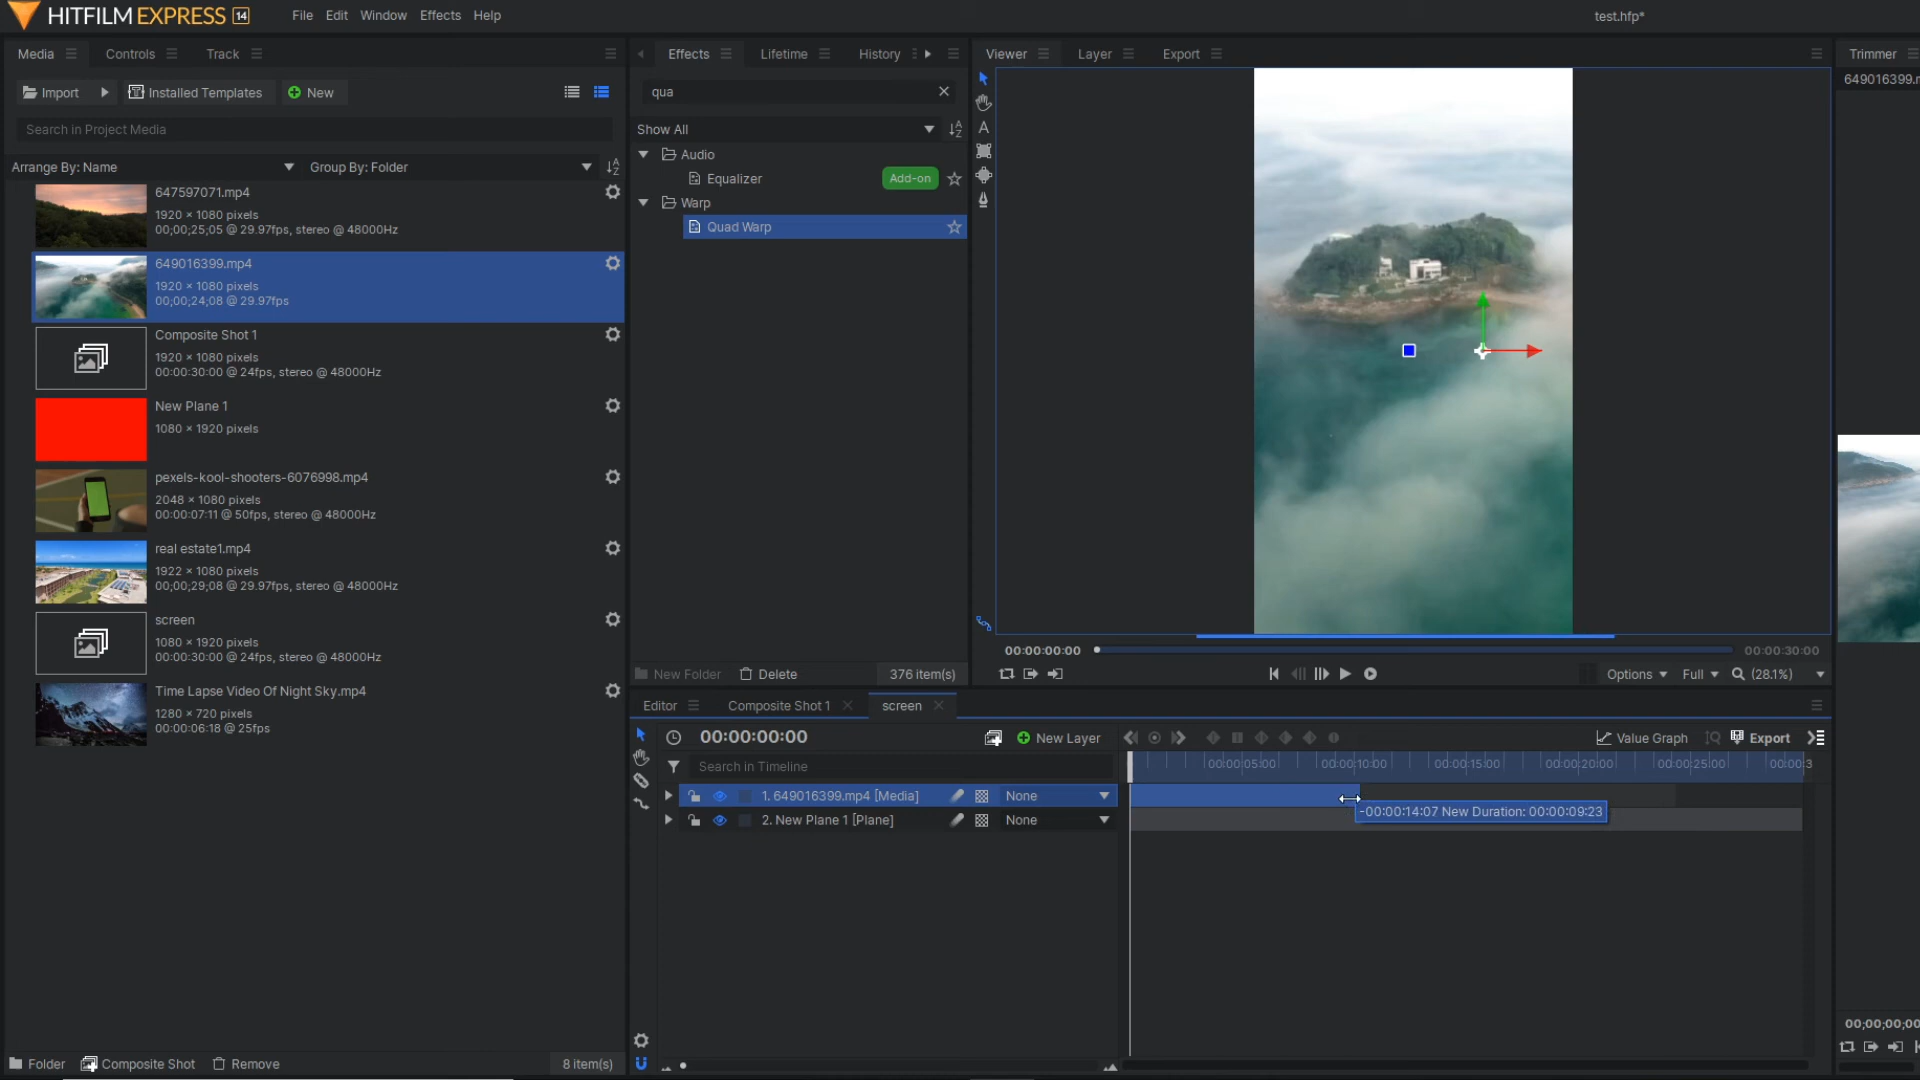 HITFILM EXPRESS 14
File Edit Window Effects Help
test.hfp*
Media Controls Track
Import Installed Templates New
Search in Project Media
Arrange By: Name Group By: Folder
647597071.mp4
1920 × 1080 pixels
00;00;25;05 @ 29.97fps, stereo @ 48000Hz
649016399.mp4
1920 × 1080 pixels
00;00;24;08 @ 29.97fps
Composite Shot 1
1920 × 1080 pixels
00:00:30:00 @ 24fps, stereo @ 48000Hz
New Plane 1
1080 × 1920 pixels
pexels-kool-shooters-6076998.mp4
2048 × 1080 pixels
00:00:07:11 @ 50fps, stereo @ 48000Hz
real estate1.mp4
1922 × 1080 pixels
00;00;29;08 @ 29.97fps, stereo @ 48000Hz
screen
1080 × 1920 pixels
00:00:30:00 @ 24fps, stereo @ 48000Hz
Time Lapse Video Of Night Sky.mp4
1280 × 720 pixels
00:00:06:18 @ 25fps
Folder Composite Shot Remove 8 item(s)
Effects Lifetime History
qua
Show All
Audio
Equalizer Add-on
Warp
Quad Warp
New Folder Delete 376 item(s)
Viewer Layer Export
A
00:00:00:00 00:00:30:00
Options Full (28.1%)
Trimmer
649016399.m
00;00;00;00
Editor Composite Shot 1 screen
00:00:00:00 New Layer Value Graph Export
Search in Timeline 00:00:05:00 00:00:10:00 00:00:15:00 00:00:20:00 00:00:25:00 00:00:3
1. 649016399.mp4 [Media] None
-00:00:14:07 New Duration: 00:00:09:23
2. New Plane 1 [Plane] None